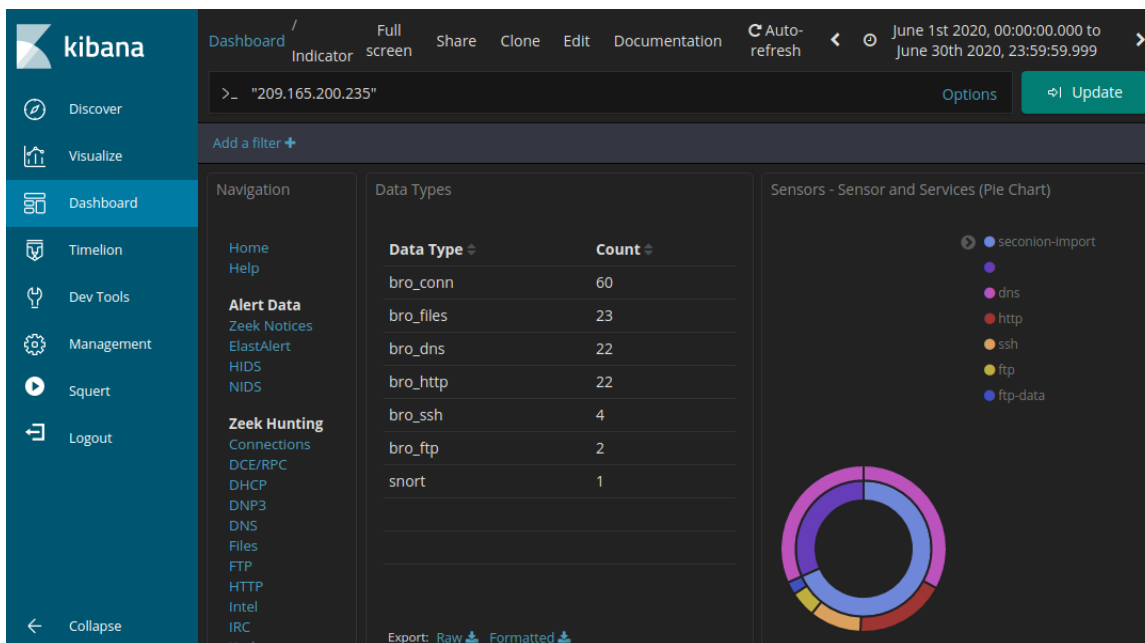 kibana
Discover
Visualize
Dashboard
Timelion
Dev Tools
Management
Squert
Logout
Collapse
Dashboard / Indicator
Full screen
Share
Clone
Edit
Documentation
Auto-refresh
June 1st 2020, 00:00:00.000 to
June 30th 2020, 23:59:59.999
>_ "209.165.200.235"
Options
Update
Add a filter +
Navigation
Home
Help
Alert Data
Zeek Notices
ElastAlert
HIDS
NIDS
Zeek Hunting
Connections
DCE/RPC
DHCP
DNP3
DNS
Files
FTP
HTTP
Intel
IRC
Data Types
Data Type Count
bro_conn 60
bro_files 23
bro_dns 22
bro_http 22
bro_ssh 4
bro_ftp 2
snort 1
Export: Raw Formatted
Sensors - Sensor and Services (Pie Chart)
seconion-import
dns
http
ssh
ftp
ftp-data